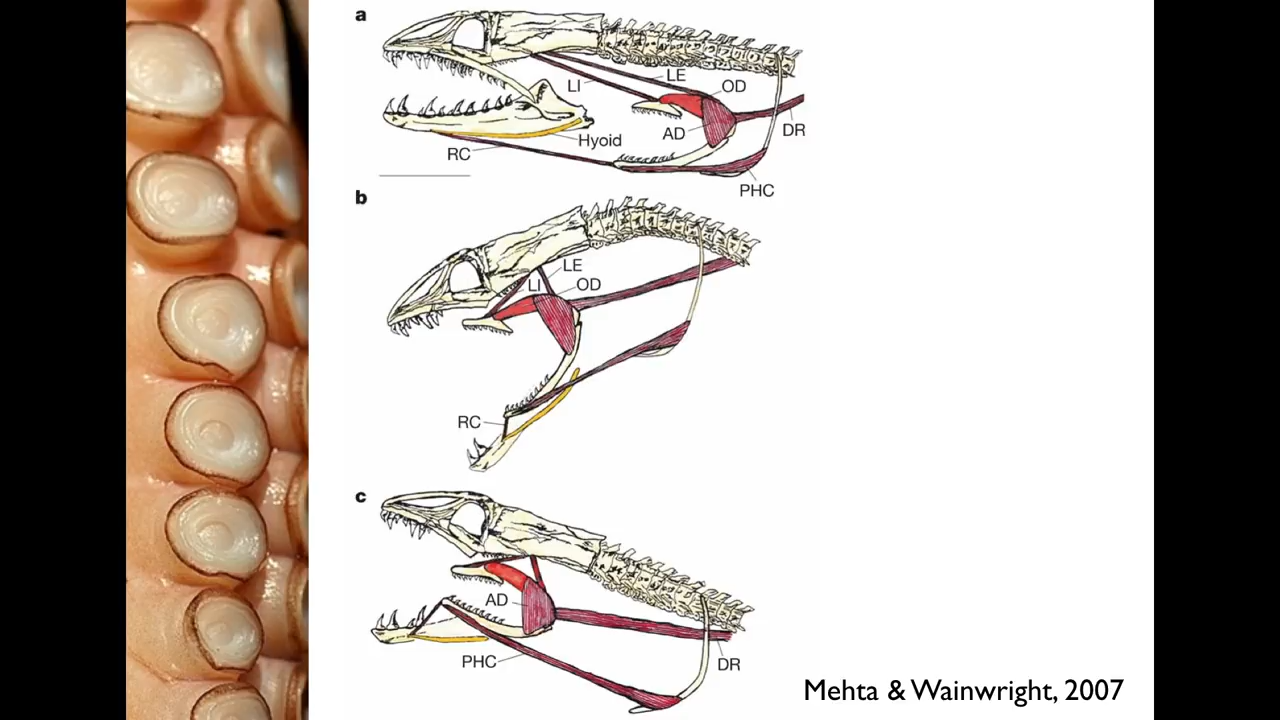 a
LI
LE
OD
AD
DR
Hyoid
RC
PHC
b
LE
LI
OD
RC
c
AD
PHC
DR
Mehta & Wainwright, 2007